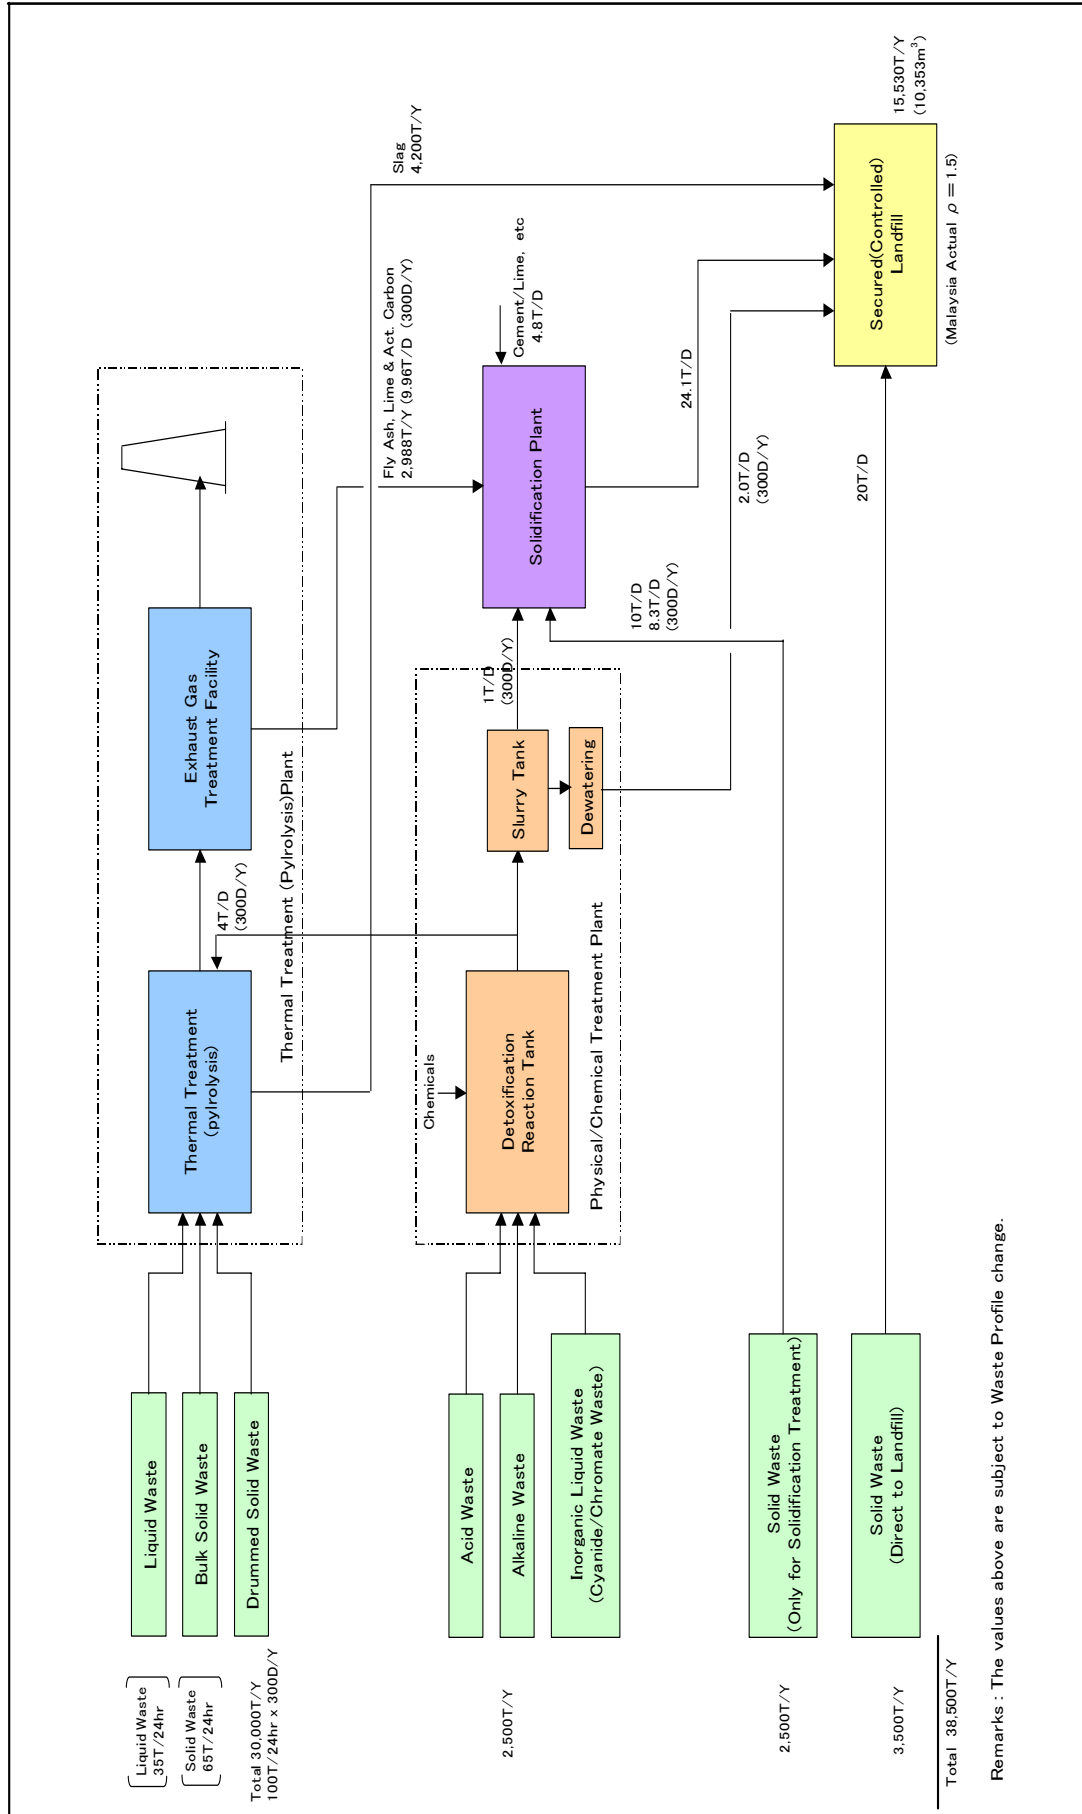 Liquid Waste
35T/24hr
Solid Waste
65T/24hr
Total 30,000T/Y
100T/24hr x 300D/Y
Liquid Waste
Bulk Solid Waste
Drummed Solid Waste
Thermal Treatment
(pylrolysis)
4T/D
(300D/Y)
Exhaust Gas
Treatment Facility
Thermal Treatment (Pylrolysis)Plant
Slag
4,200T/Y
Fly Ash, Lime & Act. Carbon
2,988T/Y (9.96T/D (300D/Y)
2,500T/Y
Acid Waste
Alkaline Waste
Inorganic Liquid Waste
(Cyanide/Chromate Waste)
Chemicals
Detoxification
Reaction Tank
Slurry Tank
Dewatering
Physical/Chemical Treatment Plant
1T/D
(300D/Y)
Cement/Lime, etc
4.8T/D
Solidification Plant
10T/D
8.3T/D
(300D/Y)
24.1T/D
2.0T/D
(300D/Y)
2,500T/Y
Solid Waste
(Only for Solidification Treatment)
3,500T/Y
Solid Waste
(Direct to Landfill)
20T/D
Secured(Controlled)
Landfill
15,530T/Y
(10,353m³
(Malaysia Actual ρ＝1.5)
Total 38,500T/Y
Remarks : The values above are subject to Waste Profile change.